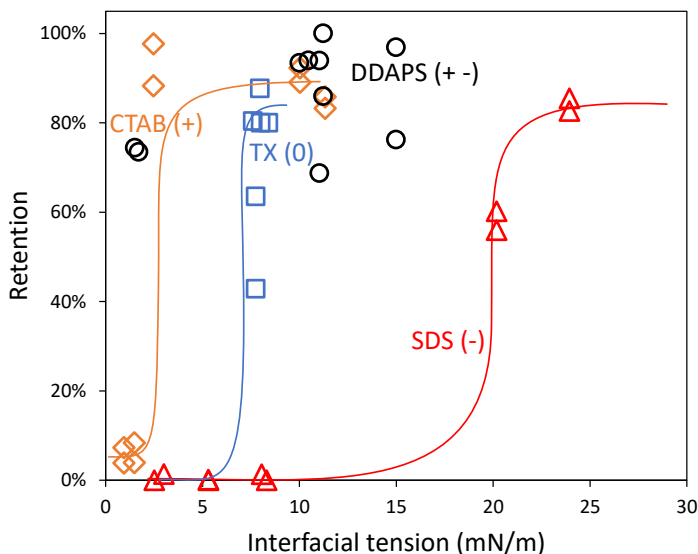 100%
80%
60%
40%
20%
0%
Retention
DDAPS (+ -)
CTAB (+)
TX (0)
SDS (-)
0 5 10 15 20 25 30
Interfacial tension (mN/m)